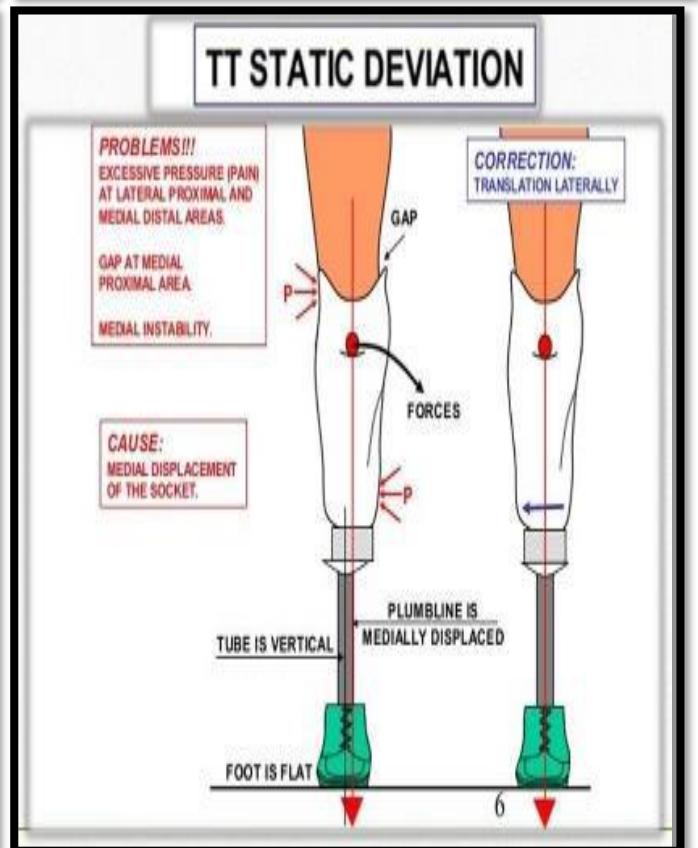 TT STATIC DEVIATION
PROBLEMS!!!
EXCESSIVE PRESSURE (PAIN)
AT LATERAL PROXIMAL AND
MEDIAL DISTAL AREAS.
GAP AT MEDIAL
PROXIMAL AREA.
MEDIAL INSTABILITY.
CORRECTION:
TRANSLATION LATERALLY
GAP
P
FORCES
CAUSE:
MEDIAL DISPLACEMENT
OF THE SOCKET.
P
PLUMBLINE IS
MEDIALLY DISPLACED
TUBE IS VERTICAL
FOOT IS FLAT
6